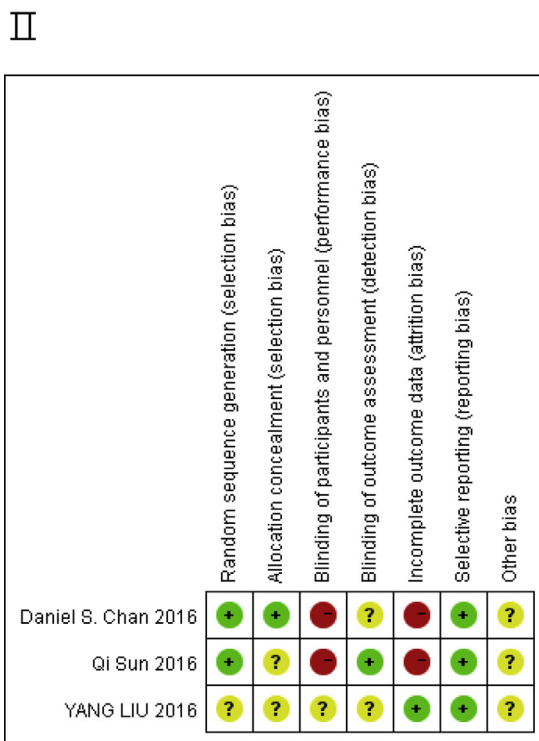 II
Random sequence generation (selection bias)
Allocation concealment (selection bias)
Blinding of participants and personnel (performance bias)
Blinding of outcome assessment (detection bias)
Incomplete outcome data (attrition bias)
Selective reporting (reporting bias)
Other bias
Daniel S. Chan 2016 + + - ? - + ?
Qi Sun 2016 + ? - + - + ?
YANG LIU 2016 ? ? ? ? + + ?